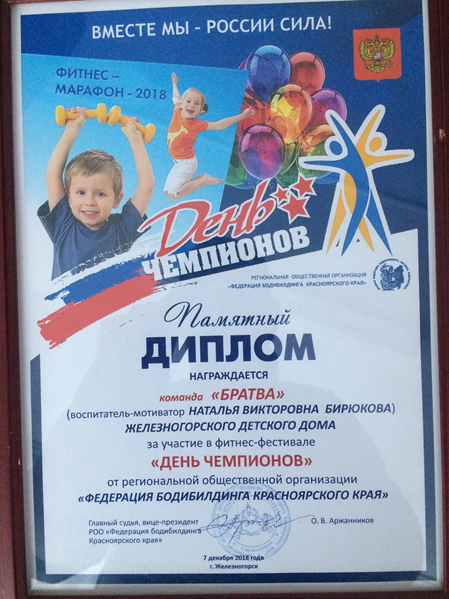 ВМЕСТЕ МЫ - РОССИИ СИЛА!
ФИТНЕС –
МАРАФОН - 2018
День
ЧЕМПИОНОВ
РЕГИОНАЛЬНАЯ ОБЩЕСТВЕННАЯ ОРГАНИЗАЦИЯ
«ФЕДЕРАЦИЯ БОДИБИЛДИНГА КРАСНОЯРСКОГО КРАЯ»
Памятный
ДИПЛОМ
НАГРАЖДАЕТСЯ
команда «БРАТВА»
(воспитатель-мотиватор НАТАЛЬЯ ВИКТОРОВНА БИРЮКОВА)
ЖЕЛЕЗНОГОРСКОГО ДЕТСКОГО ДОМА
за участие в фитнес-фестивале
«ДЕНЬ ЧЕМПИОНОВ»
от региональной общественной организации
«ФЕДЕРАЦИЯ БОДИБИЛДИНГА КРАСНОЯРСКОГО КРАЯ»
Главный судья, вице-президент
РОО «Федерация бодибилдинга
Красноярского края»
О. В. Аржанников
7 декабря 2018 года
г. Железногорск